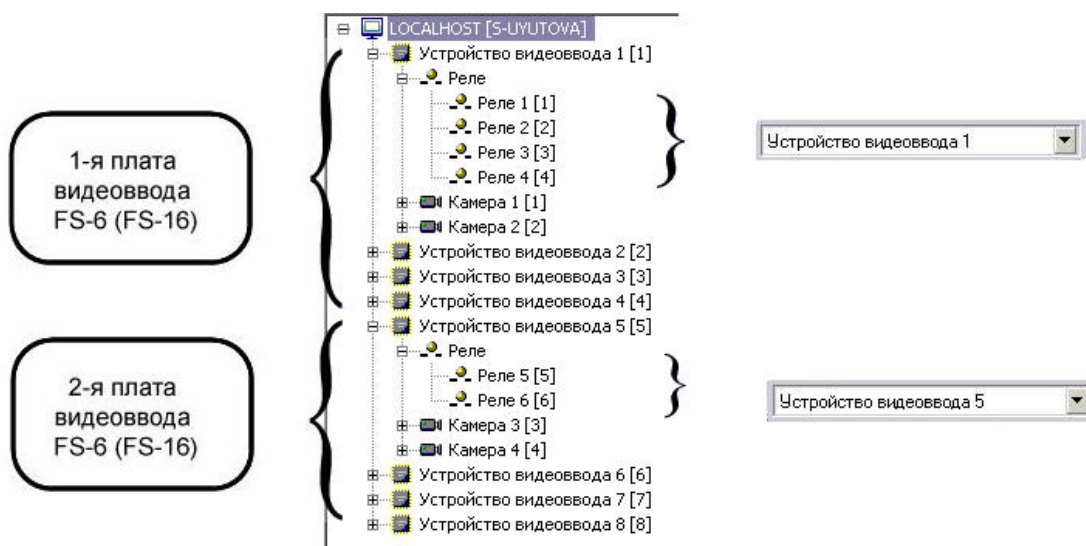 LOCALHOST [S-UYUTOVA]
Устройство видеоввода 1 [1]
Реле
Реле 1 [1]
Реле 2 [2]
Реле 3 [3]
Реле 4 [4]
Камера 1 [1]
Камера 2 [2]
Устройство видеоввода 2 [2]
Устройство видеоввода 3 [3]
Устройство видеоввода 4 [4]
Устройство видеоввода 5 [5]
Реле
Реле 5 [5]
Реле 6 [6]
Камера 3 [3]
Камера 4 [4]
Устройство видеоввода 6 [6]
Устройство видеоввода 7 [7]
Устройство видеоввода 8 [8]
1-я плата
видеоввода
FS-6 (FS-16)
2-я плата
видеоввода
FS-6 (FS-16)
Устройство видеоввода 1
Устройство видеоввода 5